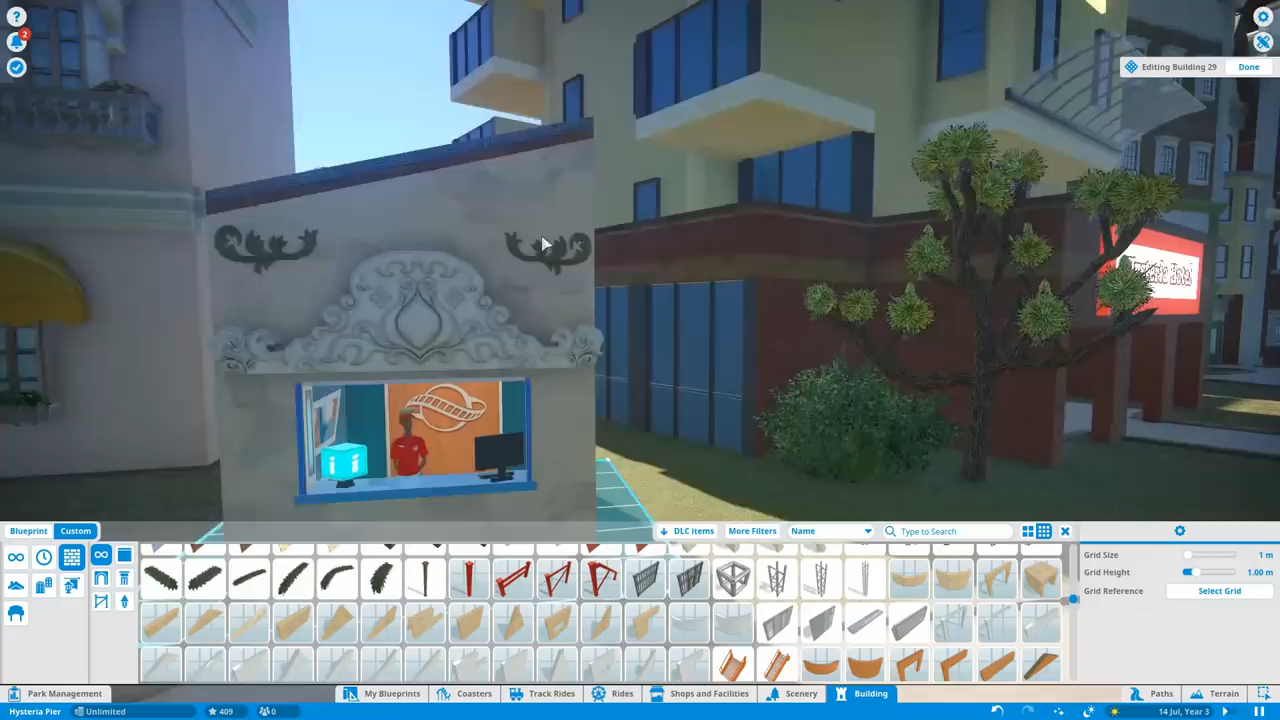 ?
2
Editing Building 29 Done
Hotel
i i
Blueprint Custom
DLC items More Filters Name Type to Search
Grid Size 1 m
Grid Height 1.00 m
Grid Reference Select Grid
Park Management My Blueprints Coasters Track Rides Rides Shops and Facilities Scenery Building Paths Terrain
Hysteria Pier Unlimited 409 0 14 Jul, Year 3